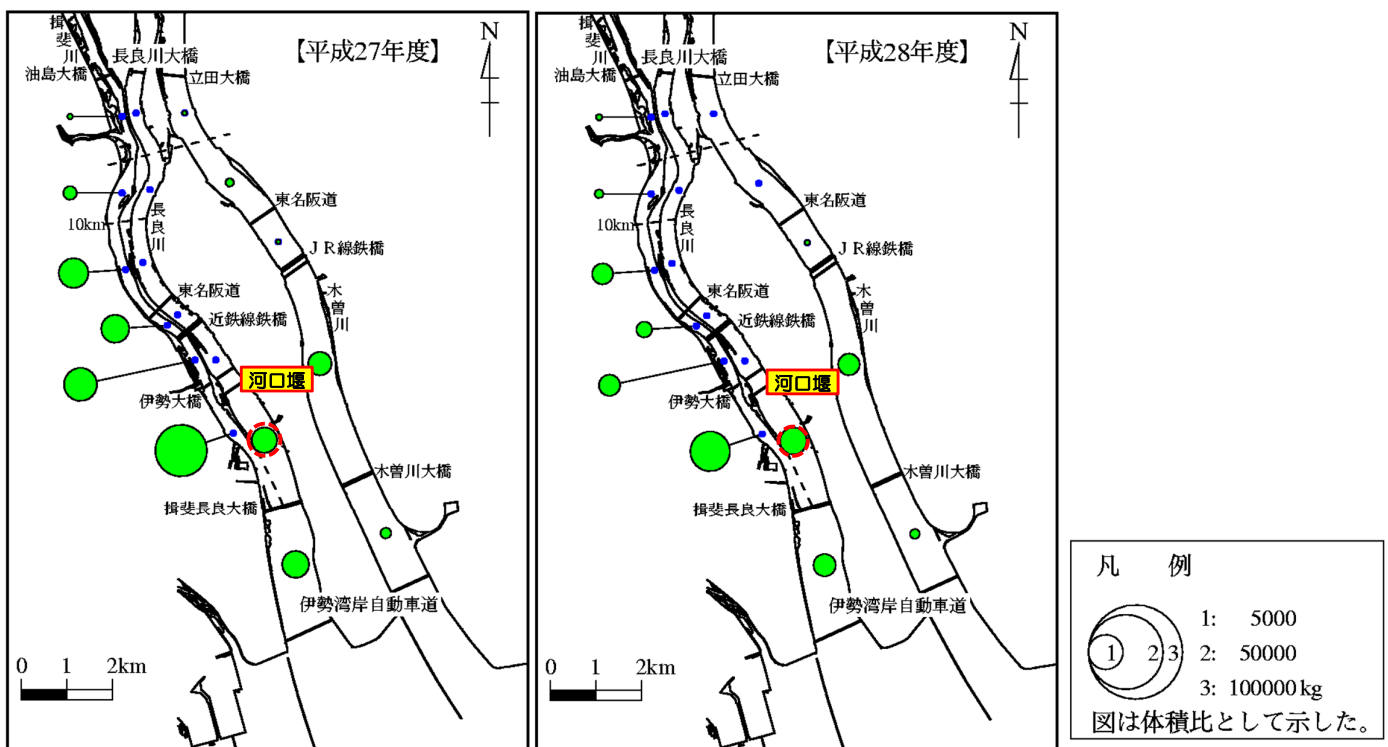 【平成27年度】
N
揖斐川
長良川大橋
油島大橋
立田大橋
東名阪道
10km
長良川
JR線鉄橋
東名阪道
木曽川
近鉄線鉄橋
河口堰
伊勢大橋
木曽川大橋
揖斐長良大橋
伊勢湾岸自動車道
0 1 2km
【平成28年度】
N
揖斐川
長良川大橋
油島大橋
立田大橋
東名阪道
10km
長良川
JR線鉄橋
東名阪道
木曽川
近鉄線鉄橋
河口堰
伊勢大橋
木曽川大橋
揖斐長良大橋
伊勢湾岸自動車道
0 1 2km
凡 例
1 2 3
1: 5000
2: 50000
3: 100000kg
図は体積比として示した。